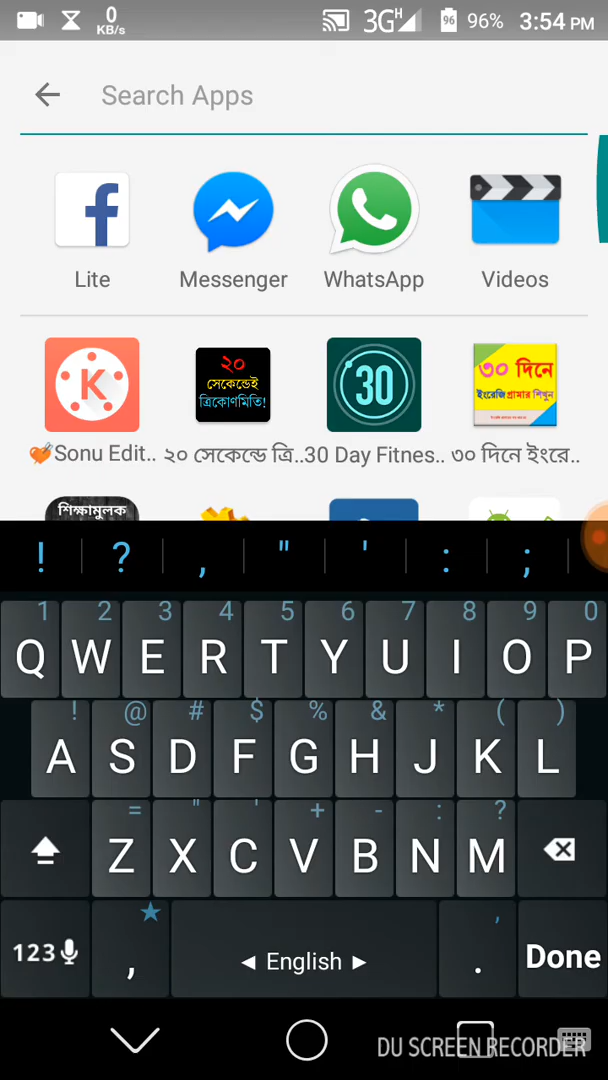 0
KB/s
3G H 96 96% 3:54 PM
Search Apps
Lite Messenger WhatsApp Videos
K
২০
সেকেন্ডেই
ত্রিকোণমিতি!
30
৩০ দিনে
ইংরেজি গ্রামার শিখুন
Sonu Edit.. ২০ সেকেন্ডে ত্রি.. 30 Day Fitnes.. ৩০ দিনে ইংরে..
শিক্ষামূলক
! ? , " ' : ;
1 2 3 4 5 6 7 8 9 0
Q W E R T Y U I O P
! @ # $ % & * ( )
A S D F G H J K L
= " ' + - : ?
Z X C V B N M
123 , ◄ English ► . , Done
DU SCREEN RECORDER